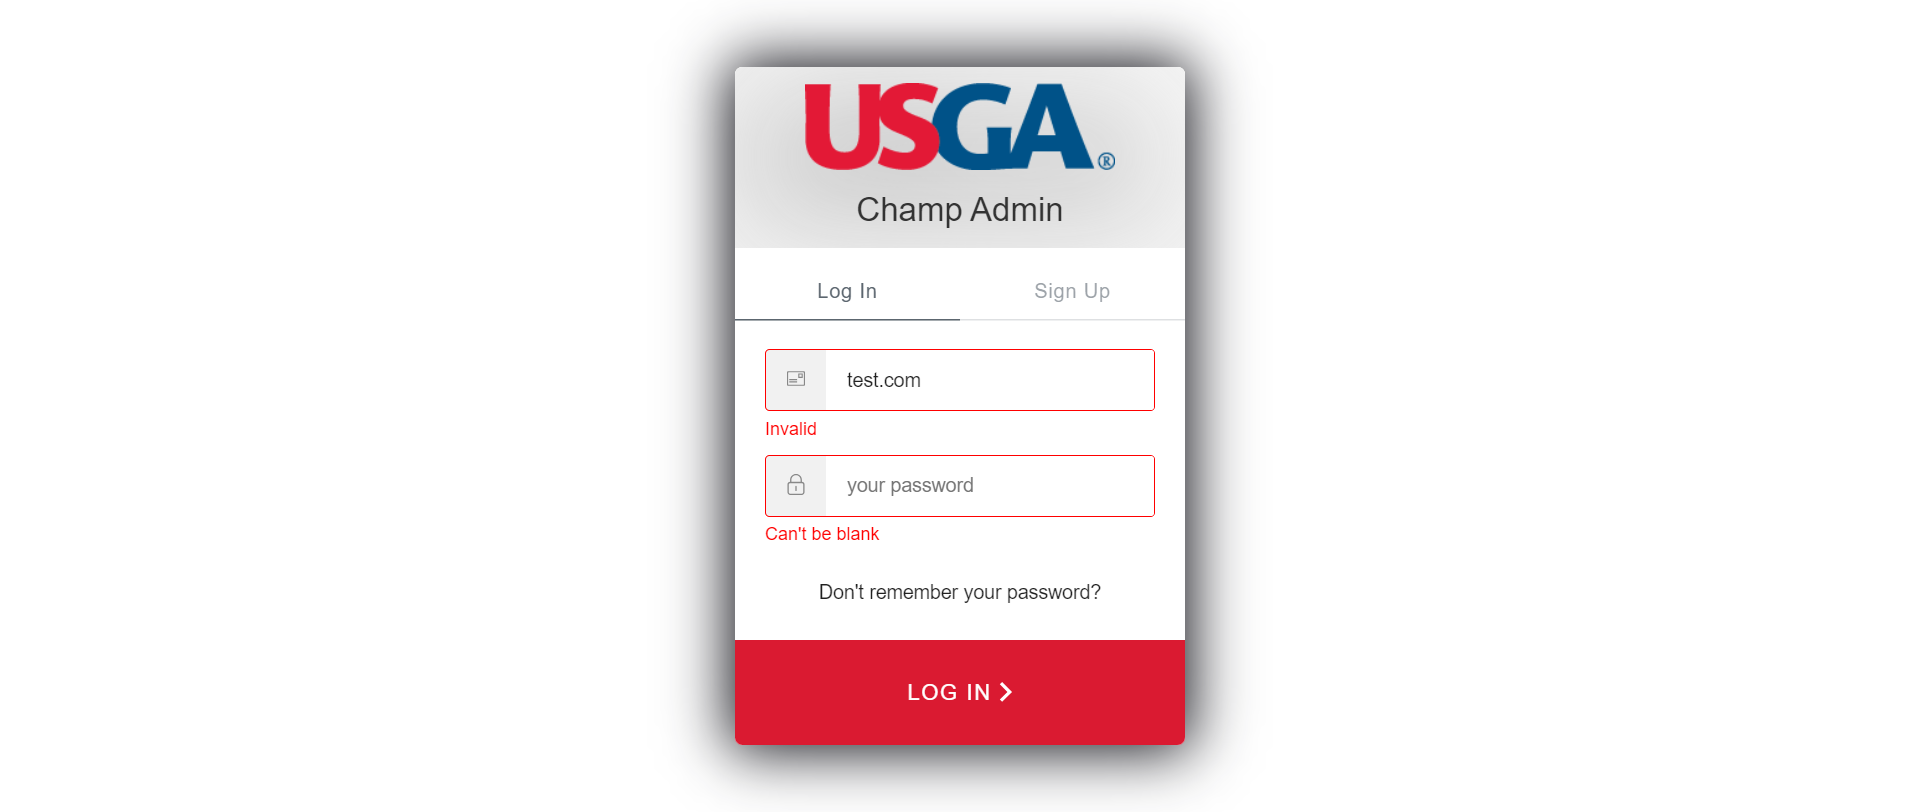 USGA®
Champ Admin
Log In
Sign Up
test.com
Invalid
your password
Can't be blank
Don't remember your password?
LOG IN